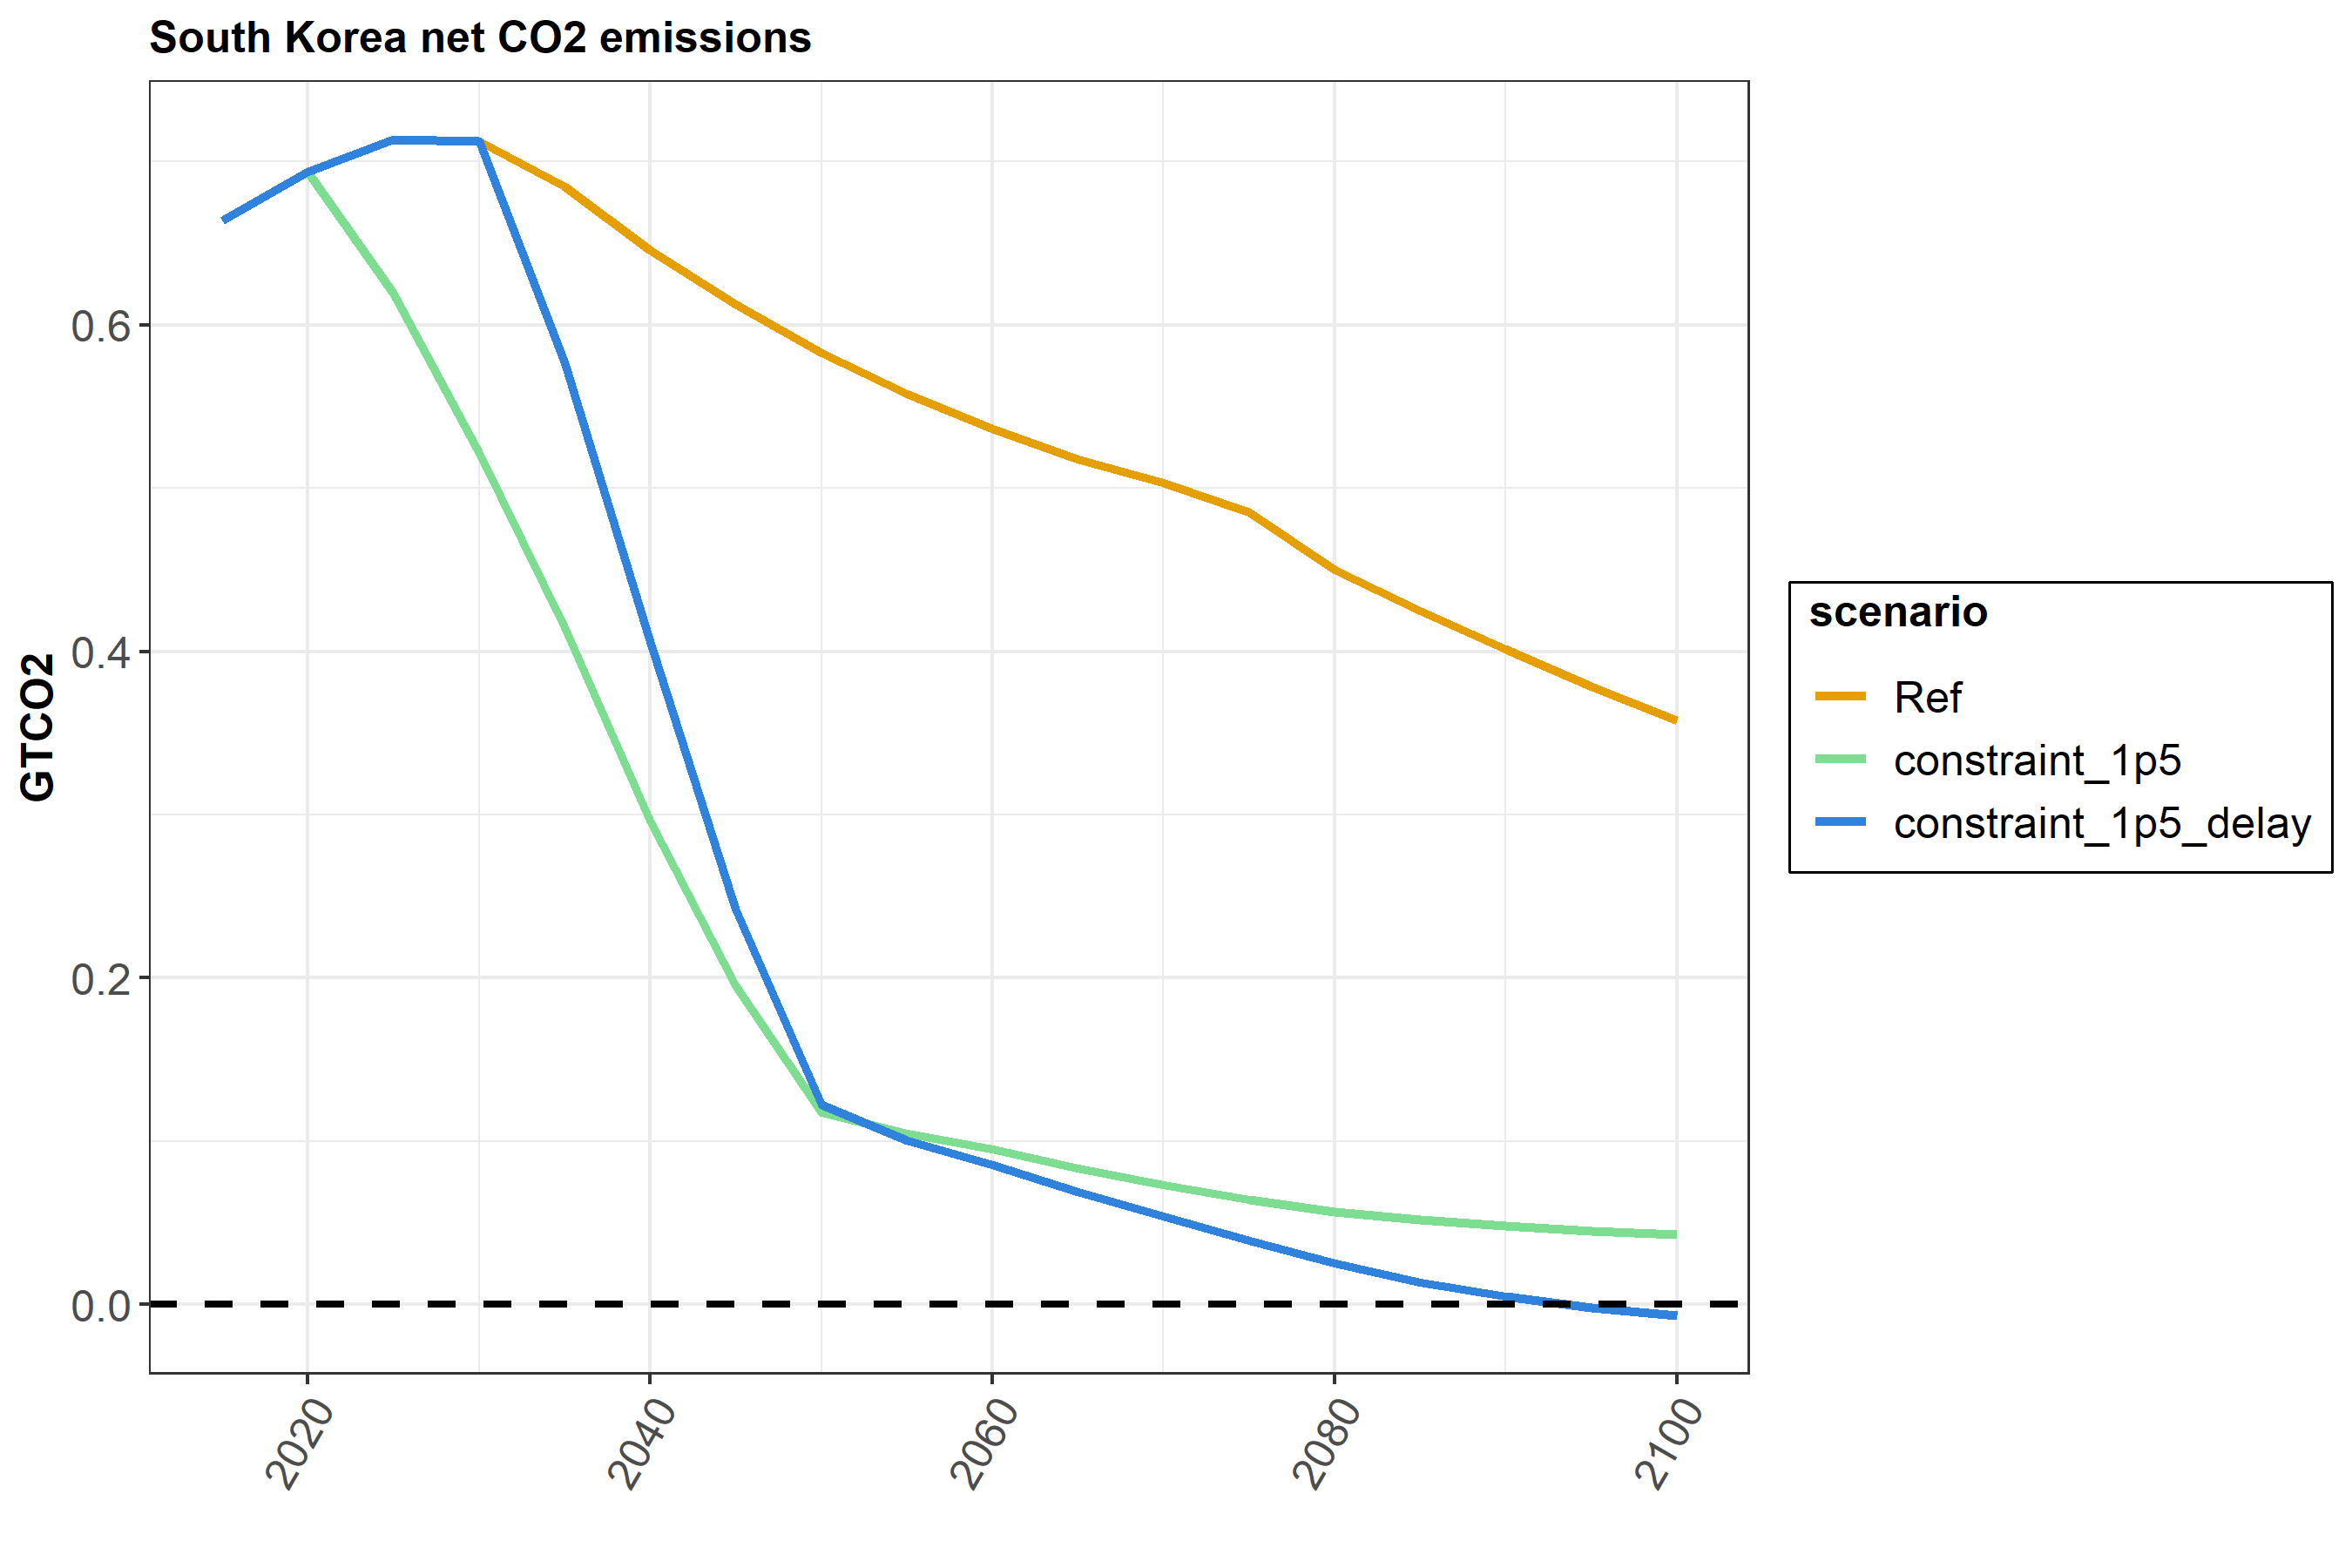 South Korea net CO2 emissions
GTCO2
0.6
0.4
0.2
0.0
2020
2040
2060
2080
2100
scenario
Ref
constraint_1p5
constraint_1p5_delay